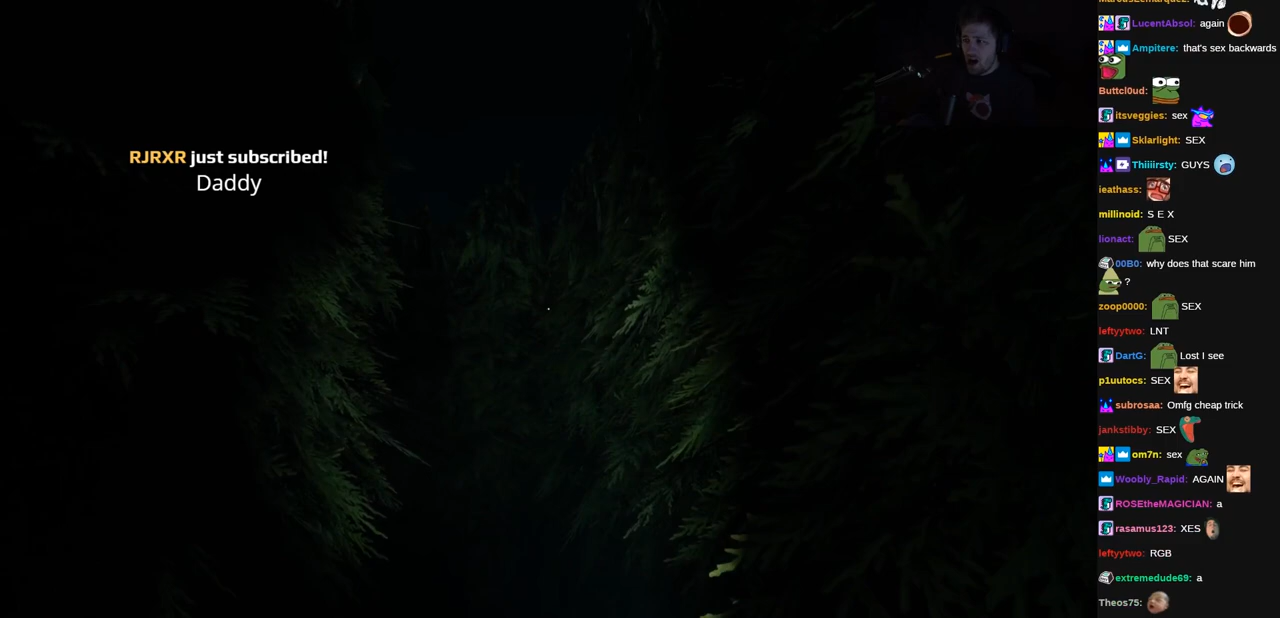 RJRXR just subscribed!
Daddy
LucentAbsol: again
Ampitere: that's sex backwards
Buttcl0ud:
itsveggies: sex
Sklarlight: SEX
Thiiiirsty: GUYS
ieathass:
millinoid: S E X
lionact: SEX
00B0: why does that scare him
?
zoop0000: SEX
leftyytwo: LNT
DartG: Lost I see
p1uutocs: SEX
subrosaa: Omfg cheap trick
jankstibby: SEX
om7n: sex
Woobly_Rapid: AGAIN
ROSEtheMAGICIAN: a
rasamus123: XES
leftyytwo: RGB
extremedude69: a
Theos75: